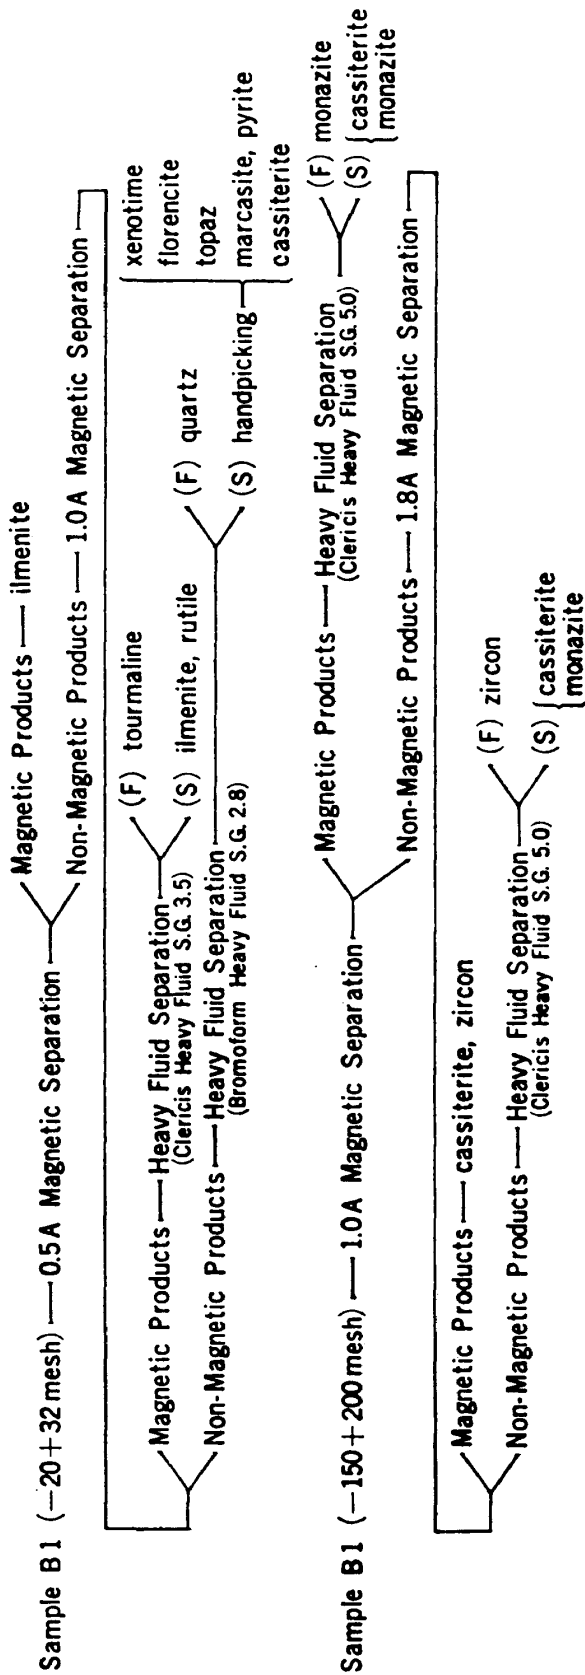 Sample B1 (−20+32 mesh) — 0.5A Magnetic Separation
Magnetic Products — ilmenite
Non-Magnetic Products — 1.0A Magnetic Separation
Magnetic Products — Heavy Fluid Separation
(Clericis Heavy Fluid S.G. 3.5)
(F) tourmaline
(S) ilmenite, rutile
Non-Magnetic Products — Heavy Fluid Separation
(Bromoform Heavy Fluid S.G. 2.8)
(F) quartz
(S) handpicking
xenotime
florencite
topaz
marcasite, pyrite
cassiterite
Sample B1 (−150+200 mesh) — 1.0A Magnetic Separation
Magnetic Products — Heavy Fluid Separation
(Clericis Heavy Fluid S.G. 5.0)
(F) monazite
(S) {cassiterite
monazite
Non-Magnetic Products — 1.8A Magnetic Separation
Magnetic Products — cassiterite, zircon
Non-Magnetic Products — Heavy Fluid Separation
(Clericis Heavy Fluid S.G. 5.0)
(F) zircon
(S) {cassiterite
monazite